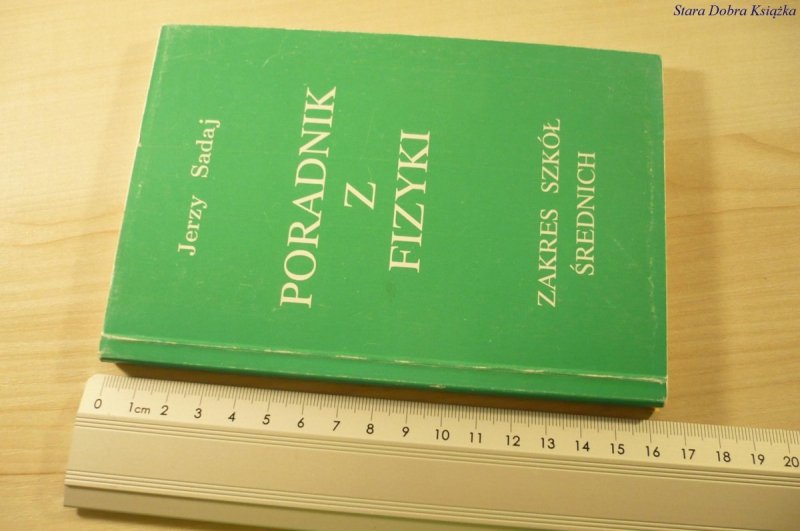 Stara Dobra Książka
Jerzy Sadaj
PORADNIK
Z
FIZYKI
ZAKRES SZKÓŁ
ŚREDNICH
0 1cm 2 3 4 5 6 7 8 9 10 11 12 13 14 15 16 17 18 19 20